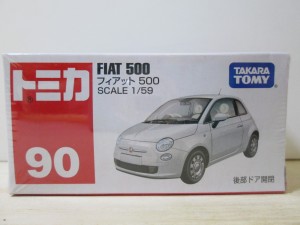 トミカ
FIAT 500
フィアット 500
SCALE 1/59
TAKARA
TOMY
90
後部ドア開閉